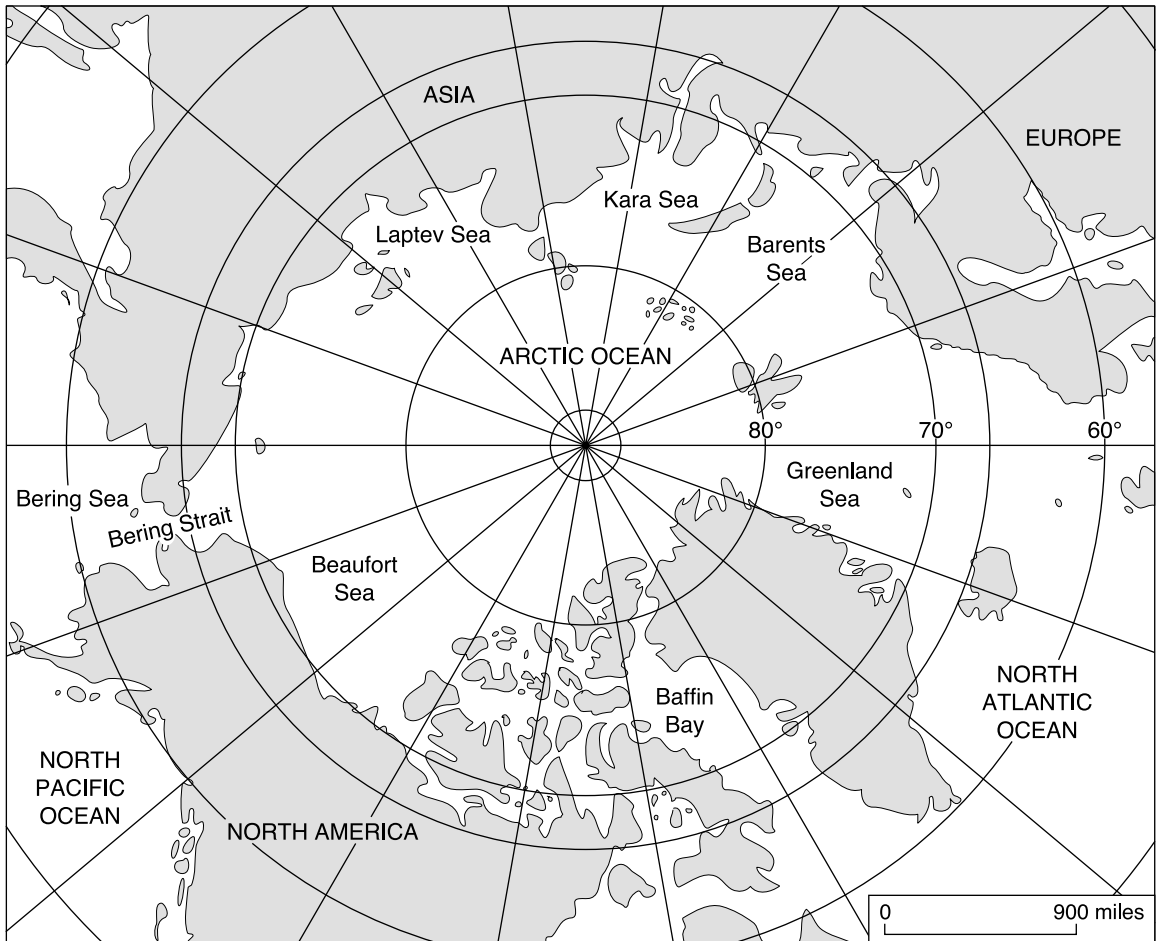 ASIA
EUROPE
Kara Sea
Laptev Sea
Barents
Sea
ARCTIC OCEAN
80°
70°
60°
Greenland
Sea
Bering Sea
Bering Strait
Beaufort
Sea
Baffin
Bay
NORTH
ATLANTIC
OCEAN
NORTH
PACIFIC
OCEAN
NORTH AMERICA
0
900 miles